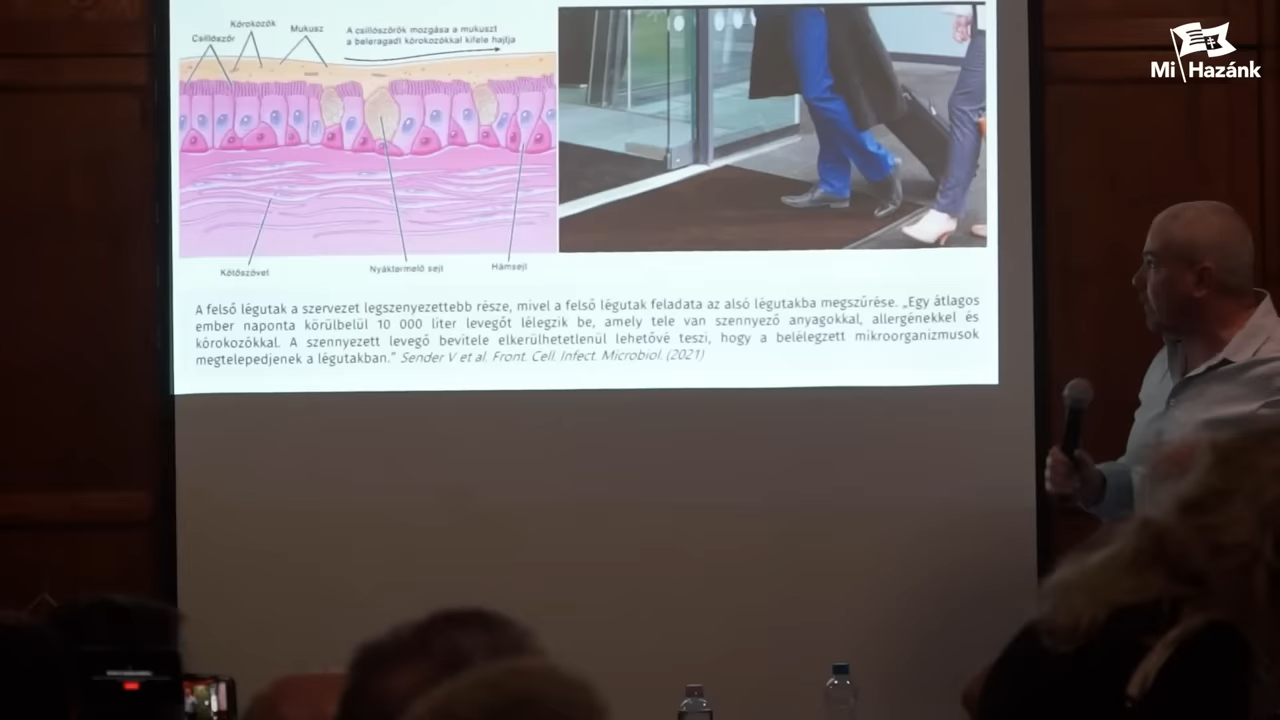 Kórokozók
Csillószőr
Mukusz
A csillószőrök mozgása a mukuszt
a beleragadt kórokozókkal kifele hajtja
Mi Hazánk
Kötőszövet
Nyáktermelő sejt
Hámsejt
A felső légutak a szervezet legszenyezettebb része, mivel a felső légutak feladata az alsó légutakba megszűrése. „Egy átlagos
ember naponta körülbelül 10 000 liter levegőt lélegzik be, amely tele van szennyező anyagokkal, allergénekkel és
kórokozókkal. A szennyezett levegő bevitele elkerülhetetlenül lehetővé teszi, hogy a belélegzett mikroorganizmusok
megtelepedjenek a légutakban.” Sender V et al. Front. Cell. Infect. Microbiol. (2021)